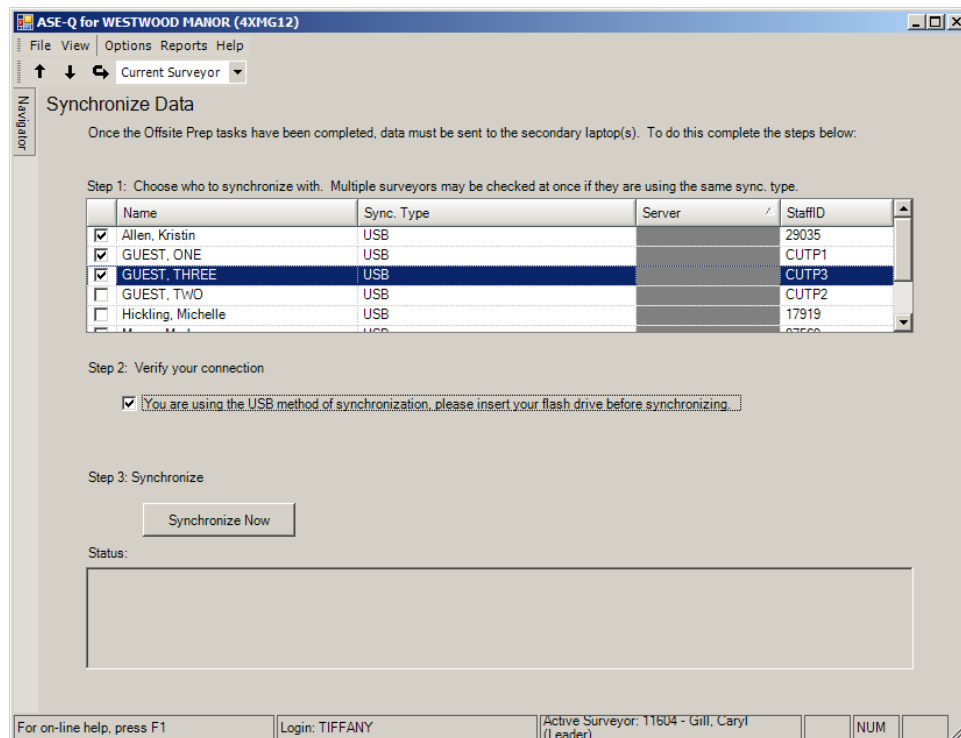 ASE-Q for WESTWOOD MANOR (4XMG12)
File View Options Reports Help
Current Surveyor
Navigator
Synchronize Data
Once the Offsite Prep tasks have been completed, data must be sent to the secondary laptop(s). To do this complete the steps below:
Step 1: Choose who to synchronize with. Multiple surveyors may be checked at once if they are using the same sync. type.
Name Sync. Type Server StaffID
Allen, Kristin USB 29035
GUEST, ONE USB CUTP1
GUEST, THREE USB CUTP3
GUEST, TWO USB CUTP2
Hickling, Michelle USB 17919
USB
Step 2: Verify your connection
You are using the USB method of synchronization, please insert your flash drive before synchronizing.
Step 3: Synchronize
Synchronize Now
Status:
For on-line help, press F1 Login: TIFFANY Active Surveyor: 11604 - Gill, Caryl (Leader) NUM